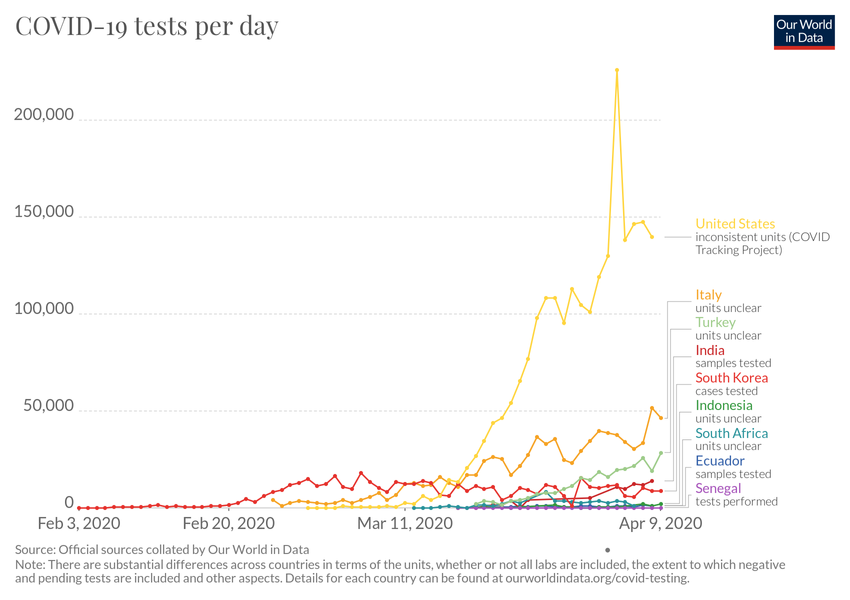 COVID-19 tests per day
Our World
in Data
200,000
150,000
100,000
50,000
0
Feb 3, 2020
Feb 20, 2020
Mar 11, 2020
Apr 9, 2020
United States
inconsistent units (COVID
Tracking Project)
Italy
units unclear
Turkey
units unclear
India
samples tested
South Korea
cases tested
Indonesia
units unclear
South Africa
units unclear
Ecuador
samples tested
Senegal
tests performed
Source: Official sources collated by Our World in Data
Note: There are substantial differences across countries in terms of the units, whether or not all labs are included, the extent to which negative
and pending tests are included and other aspects. Details for each country can be found at ourworldindata.org/covid-testing.